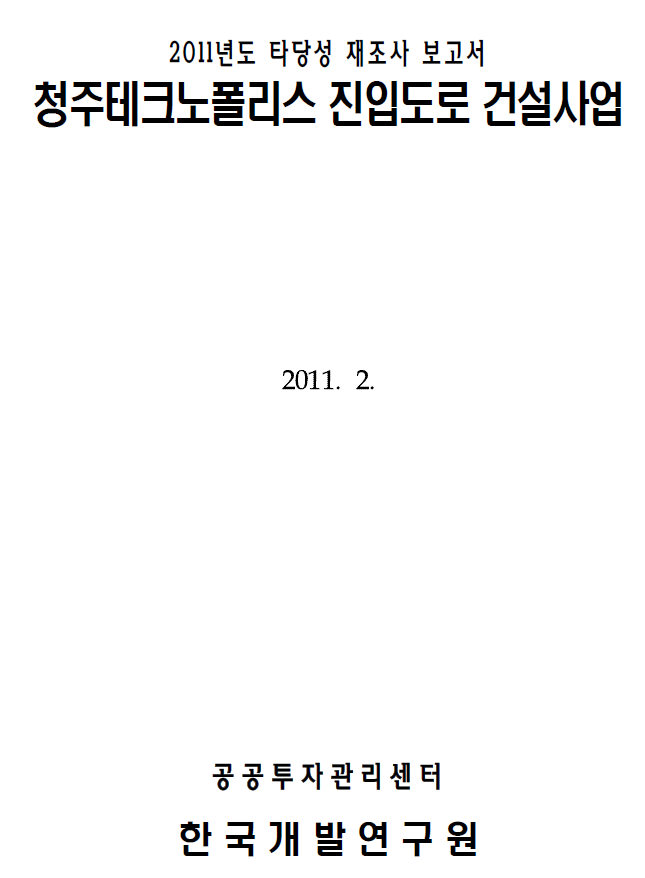 2011년도 타당성 재조사 보고서
청주테크노폴리스 진입도로 건설사업
2011. 2.
공공투자관리센터
한국개발연구원